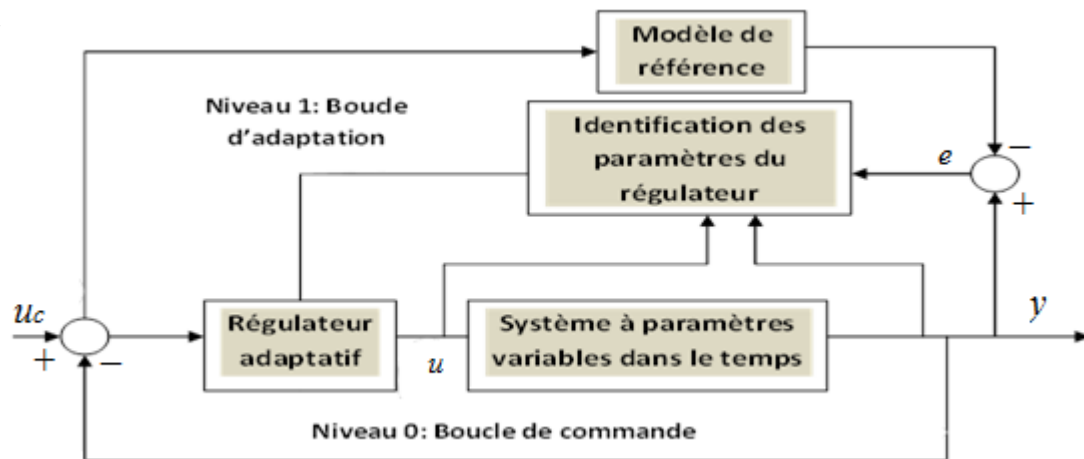 Modèle de
référence
Niveau 1: Boucle
d'adaptation
Identification des
paramètres du
régulateur
e
−
+
uc
+
−
Régulateur
adaptatif
u
Système à paramètres
variables dans le temps
y
Niveau 0: Boucle de commande